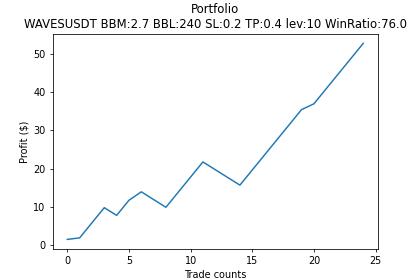 Portfolio
WAVESUSDT BBM:2.7 BBL:240 SL:0.2 TP:0.4 lev:10 WinRatio:76.0
50
40
30
20
10
0
Profit ($)
0 5 10 15 20 25
Trade counts